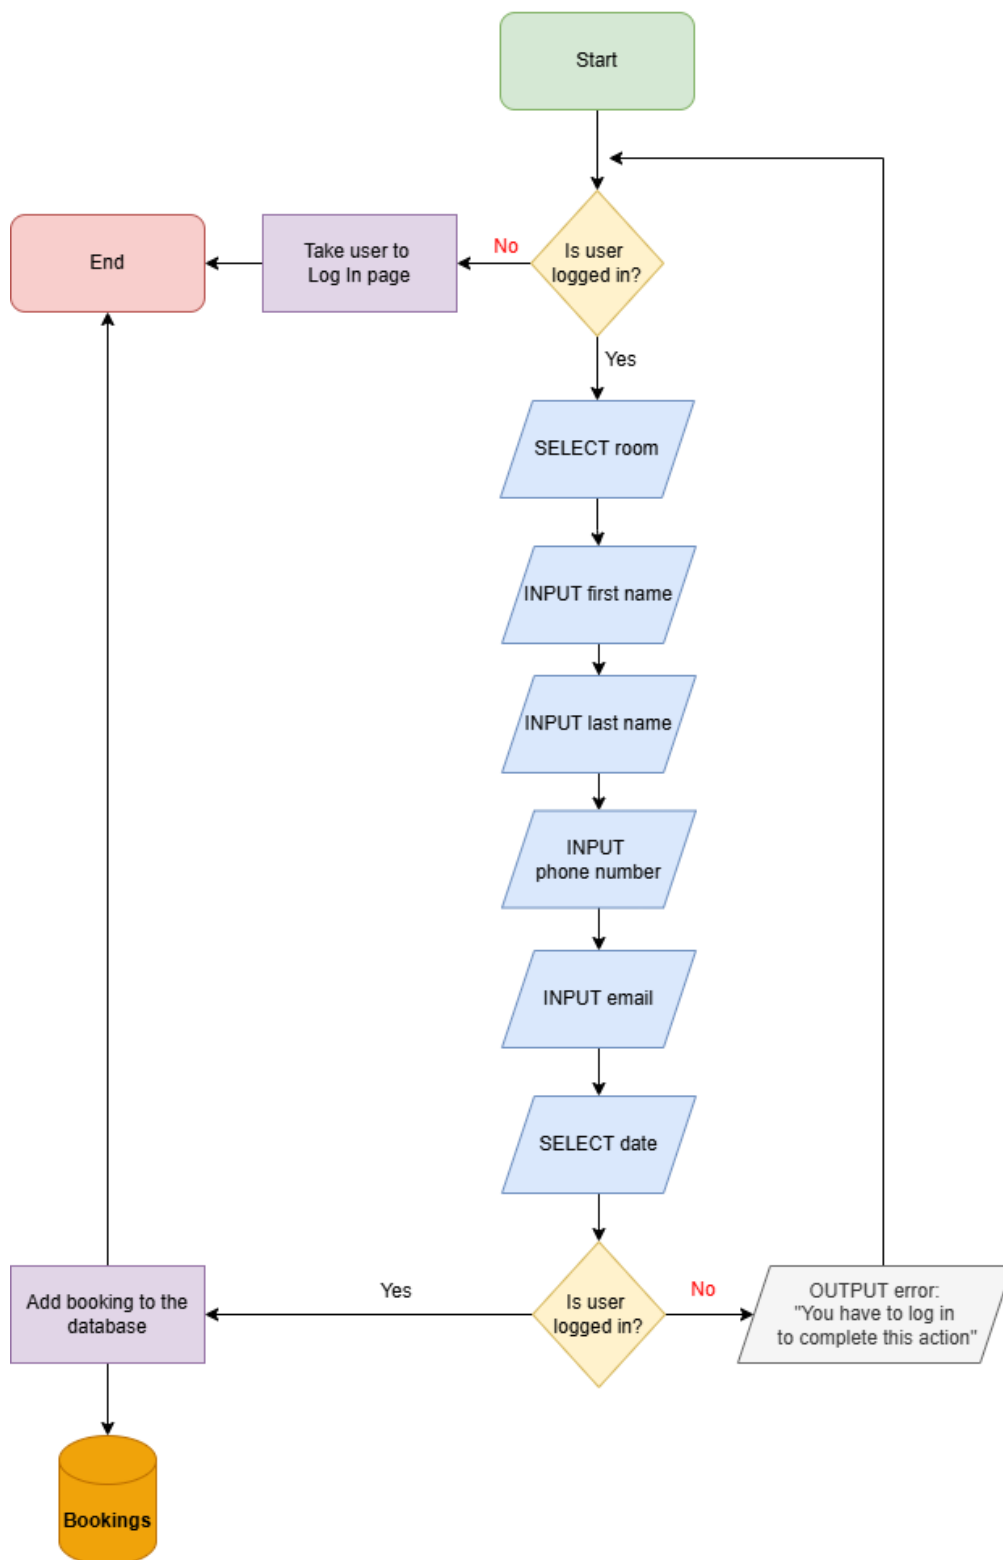 Start
End
Take user to
Log In page
No
Is user
logged in?
Yes
SELECT room
INPUT first name
INPUT last name
INPUT
phone number
INPUT email
SELECT date
Add booking to the
database
Yes
Is user
logged in?
No
OUTPUT error:
"You have to log in
to complete this action"
Bookings